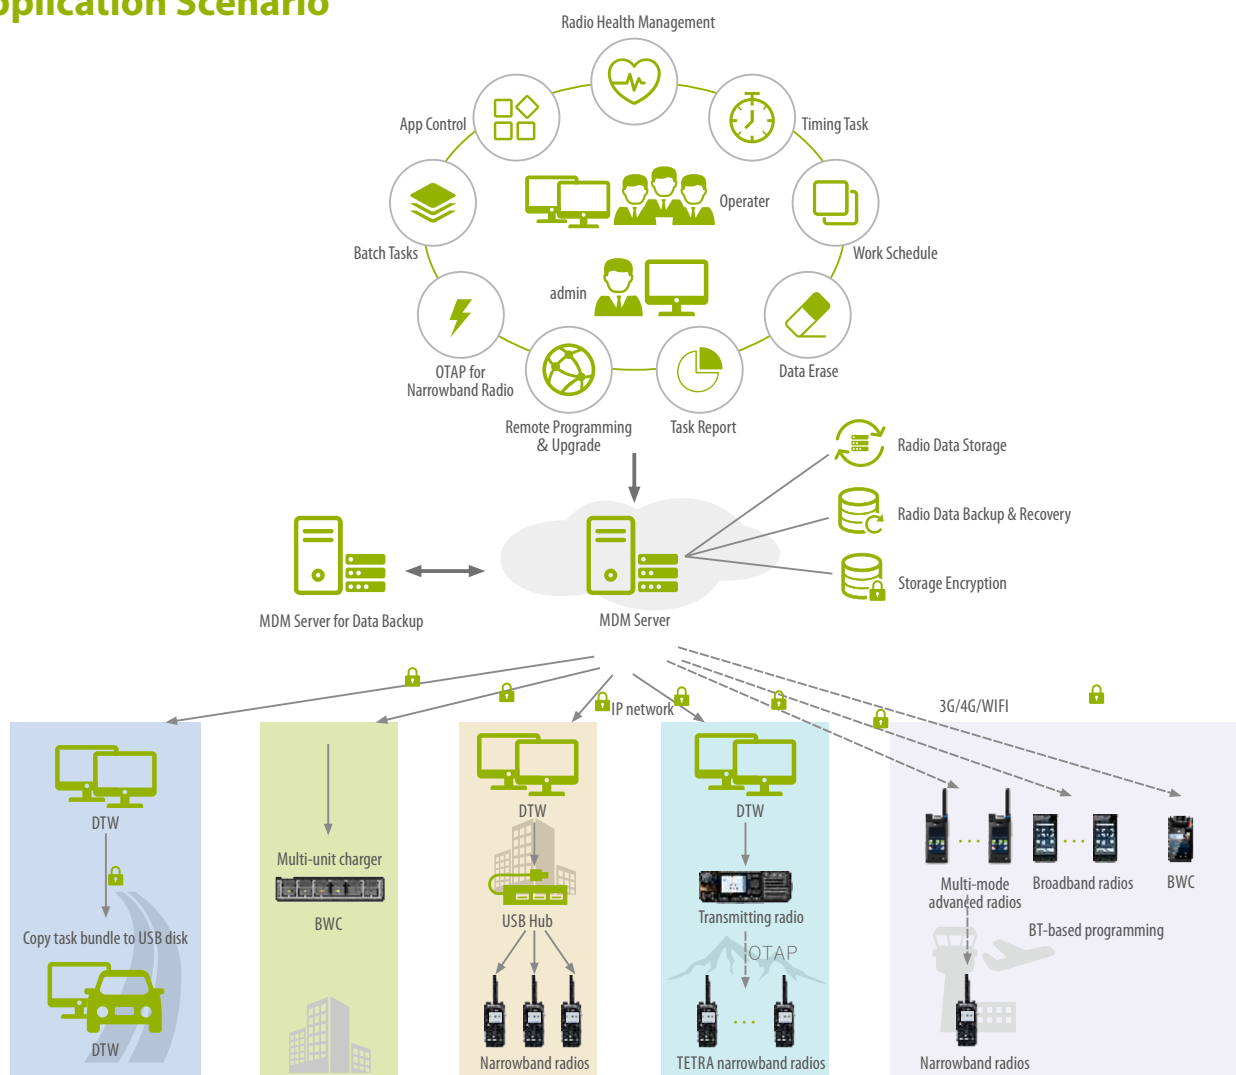 plication Scenario
Radio Health Management
App Control
Timing Task
Operater
Batch Tasks
Work Schedule
admin
OTAP for
Narrowband Radio
Data Erase
Remote Programming
& Upgrade
Task Report
Radio Data Storage
Radio Data Backup & Recovery
Storage Encryption
MDM Server for Data Backup
MDM Server
IP network
3G/4G/WIFI
DTW
Copy task bundle to USB disk
DTW
Multi-unit charger
BWC
DTW
USB Hub
Narrowband radios
DTW
Transmitting radio
OTAP
TETRA narrowband radios
Multi-mode
advanced radios
Broadband radios
BWC
BT-based programming
Narrowband radios